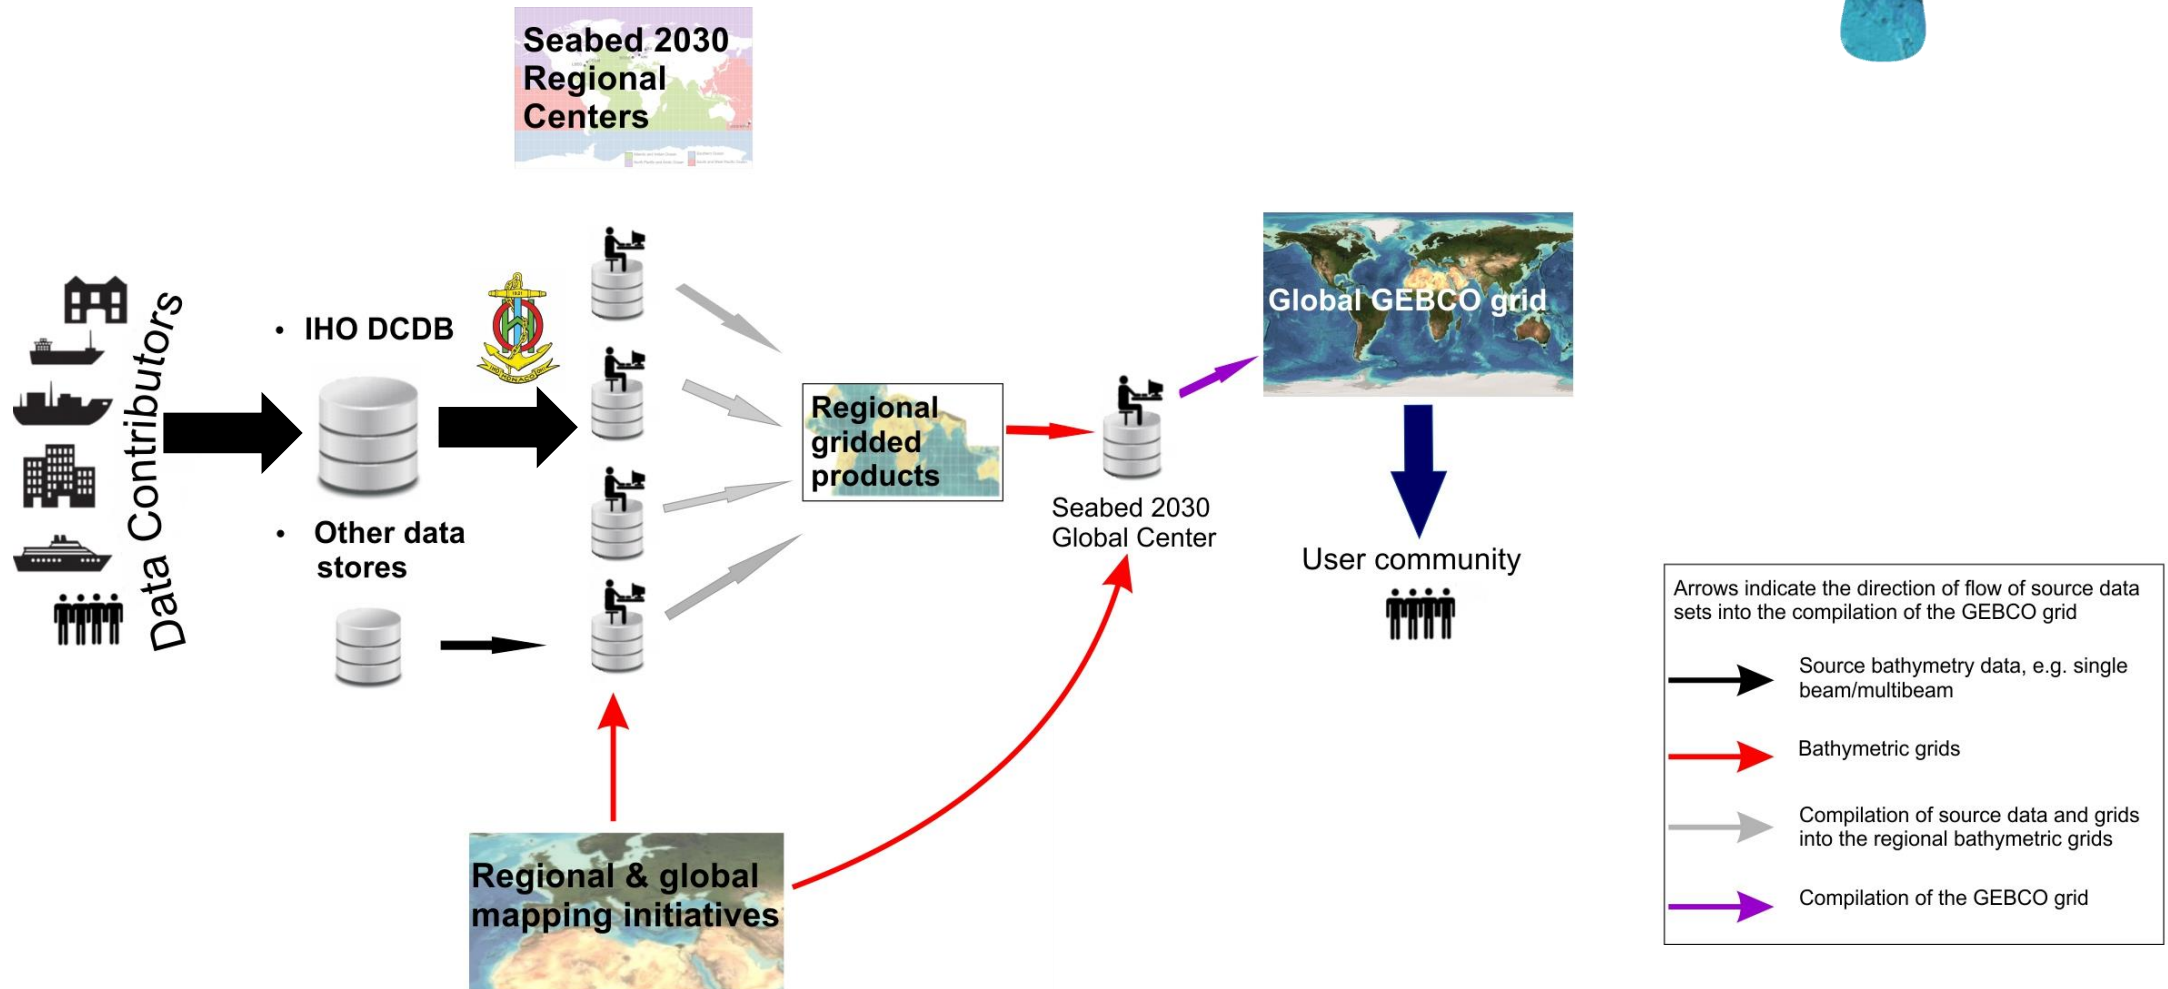 Seabed 2030
Regional
Centers
Data Contributors
• IHO DCDB
• Other data
stores
Regional
gridded
products
Seabed 2030
Global Center
Global GEBCO grid
User community
Regional & global
mapping initiatives
Arrows indicate the direction of flow of source data
sets into the compilation of the GEBCO grid
Source bathymetry data, e.g. single
beam/multibeam
Bathymetric grids
Compilation of source data and grids
into the regional bathymetric grids
Compilation of the GEBCO grid